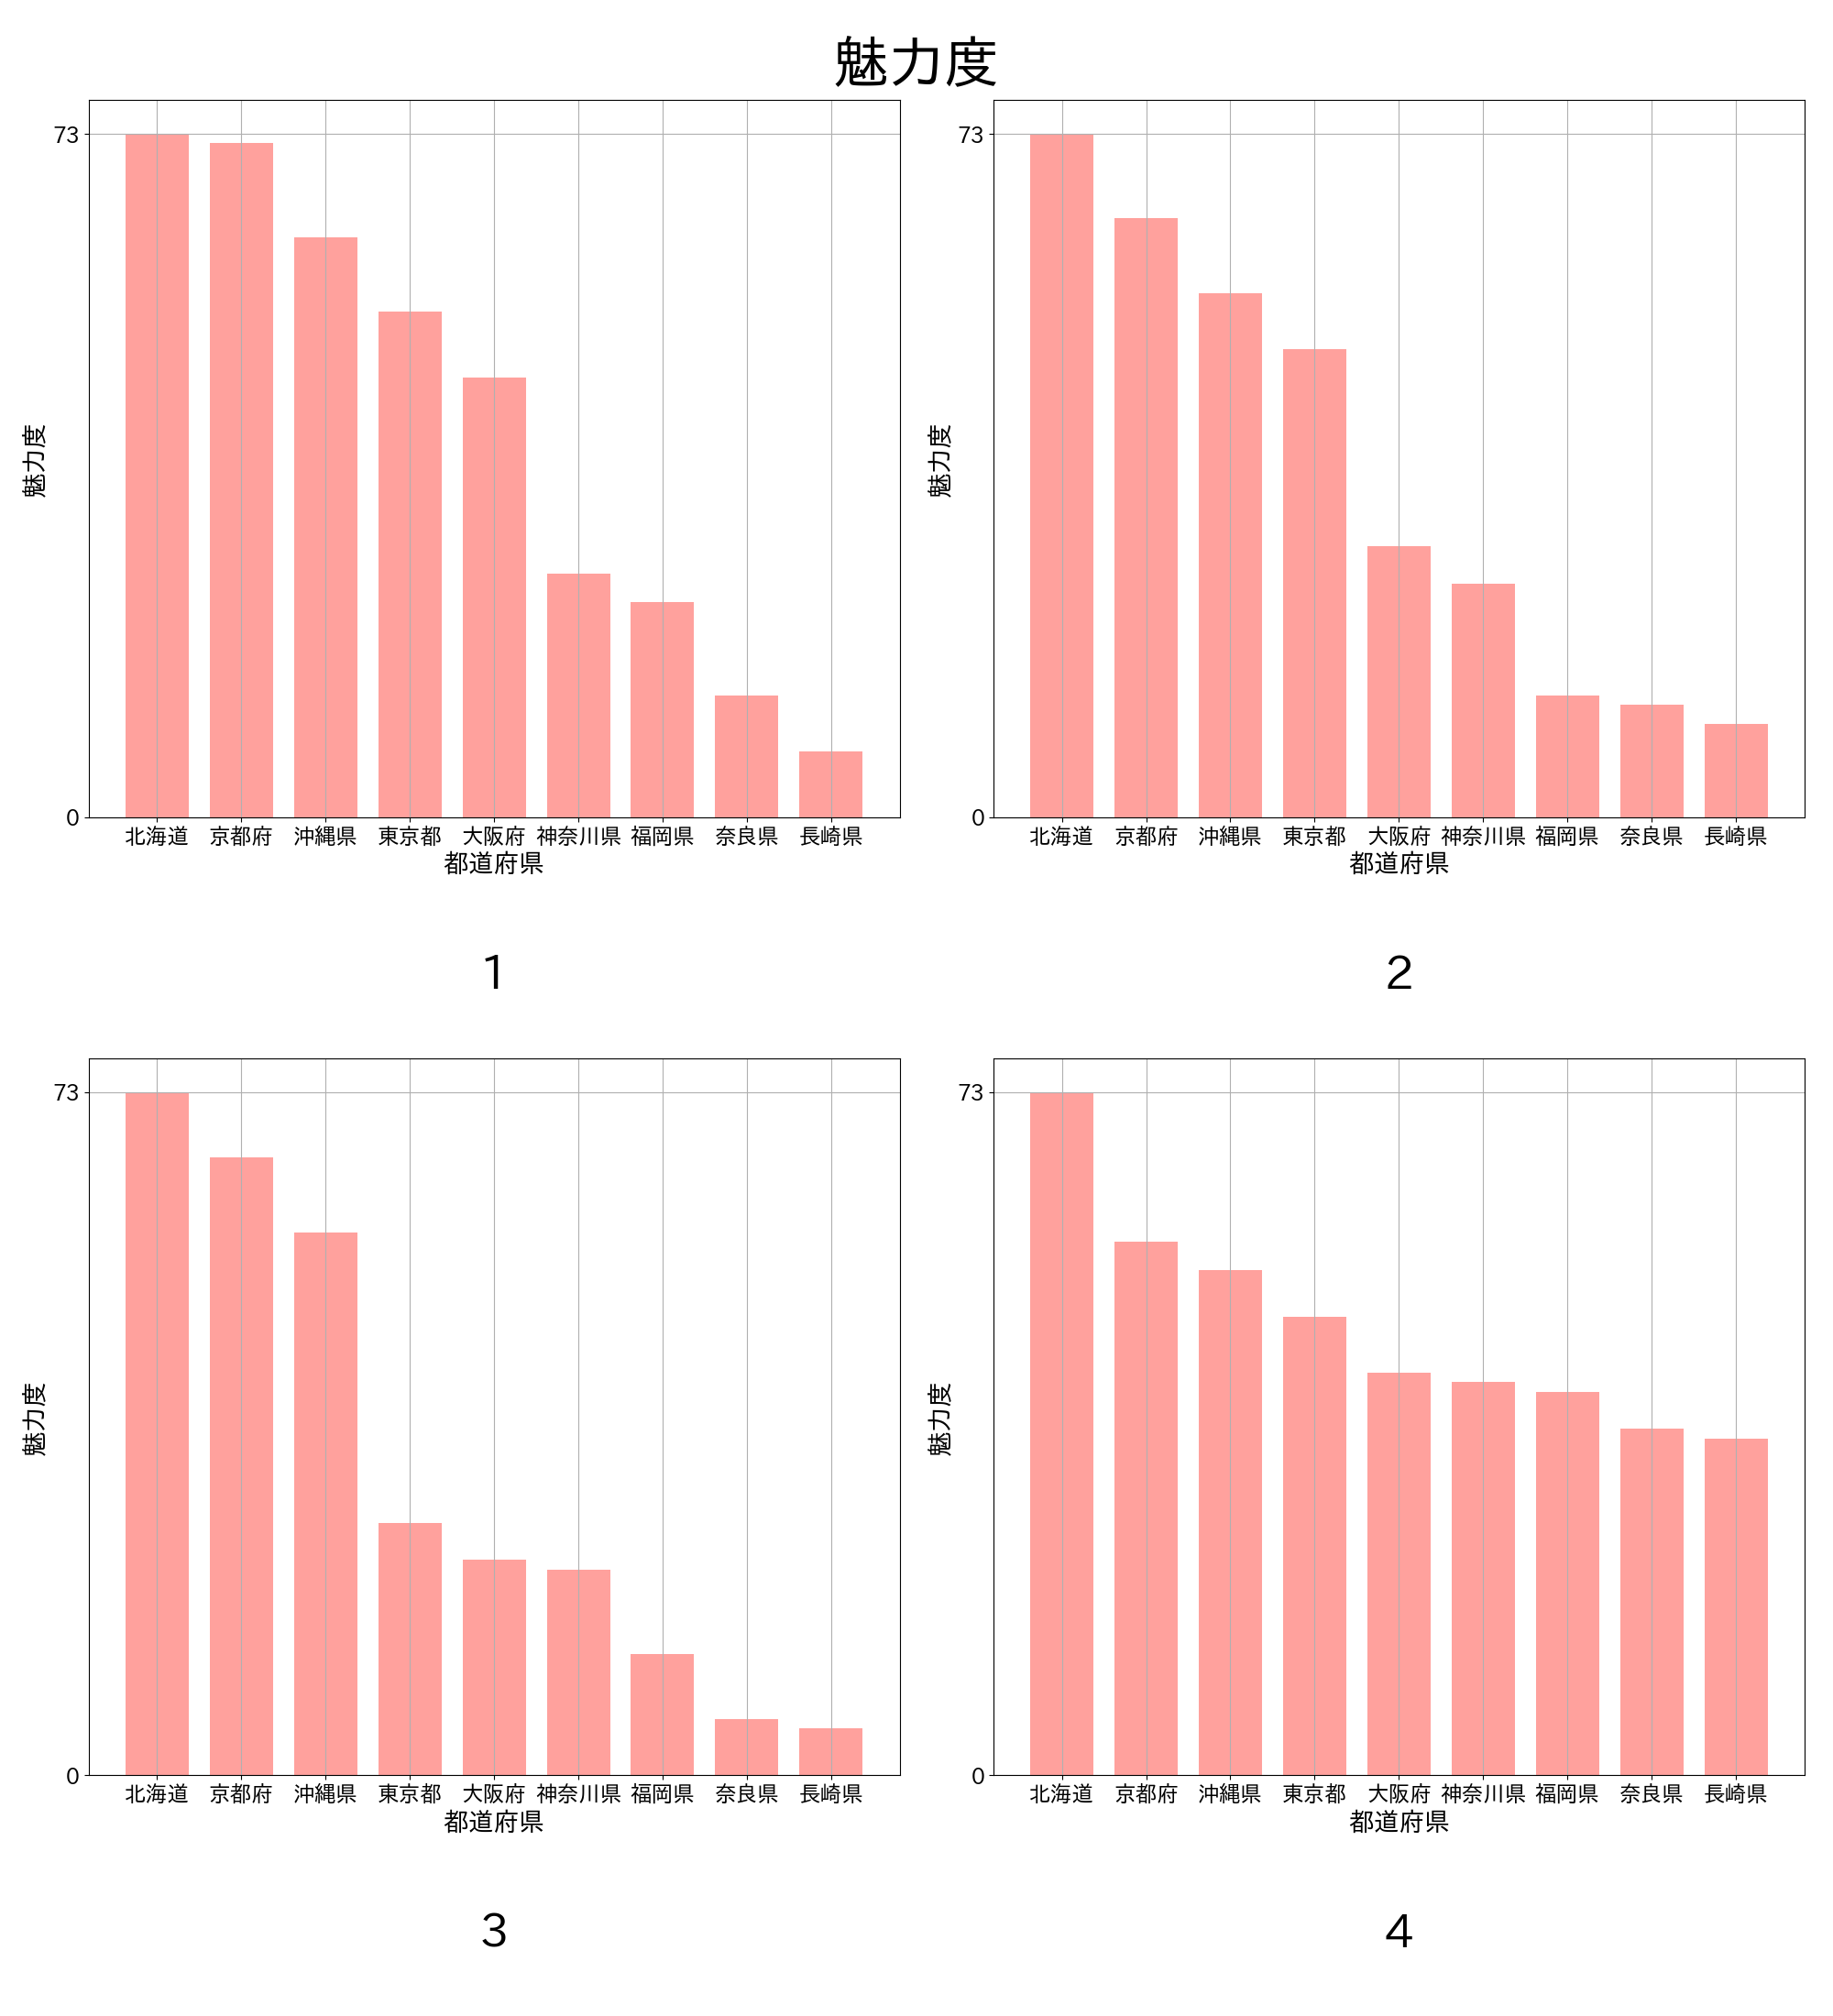 魅力度
73
0
魅力度
北海道 京都府 沖縄県 東京都 大阪府 神奈川県 福岡県 奈良県 長崎県
都道府県
1
73
0
魅力度
北海道 京都府 沖縄県 東京都 大阪府 神奈川県 福岡県 奈良県 長崎県
都道府県
2
73
0
魅力度
北海道 京都府 沖縄県 東京都 大阪府 神奈川県 福岡県 奈良県 長崎県
都道府県
3
73
0
魅力度
北海道 京都府 沖縄県 東京都 大阪府 神奈川県 福岡県 奈良県 長崎県
都道府県
4